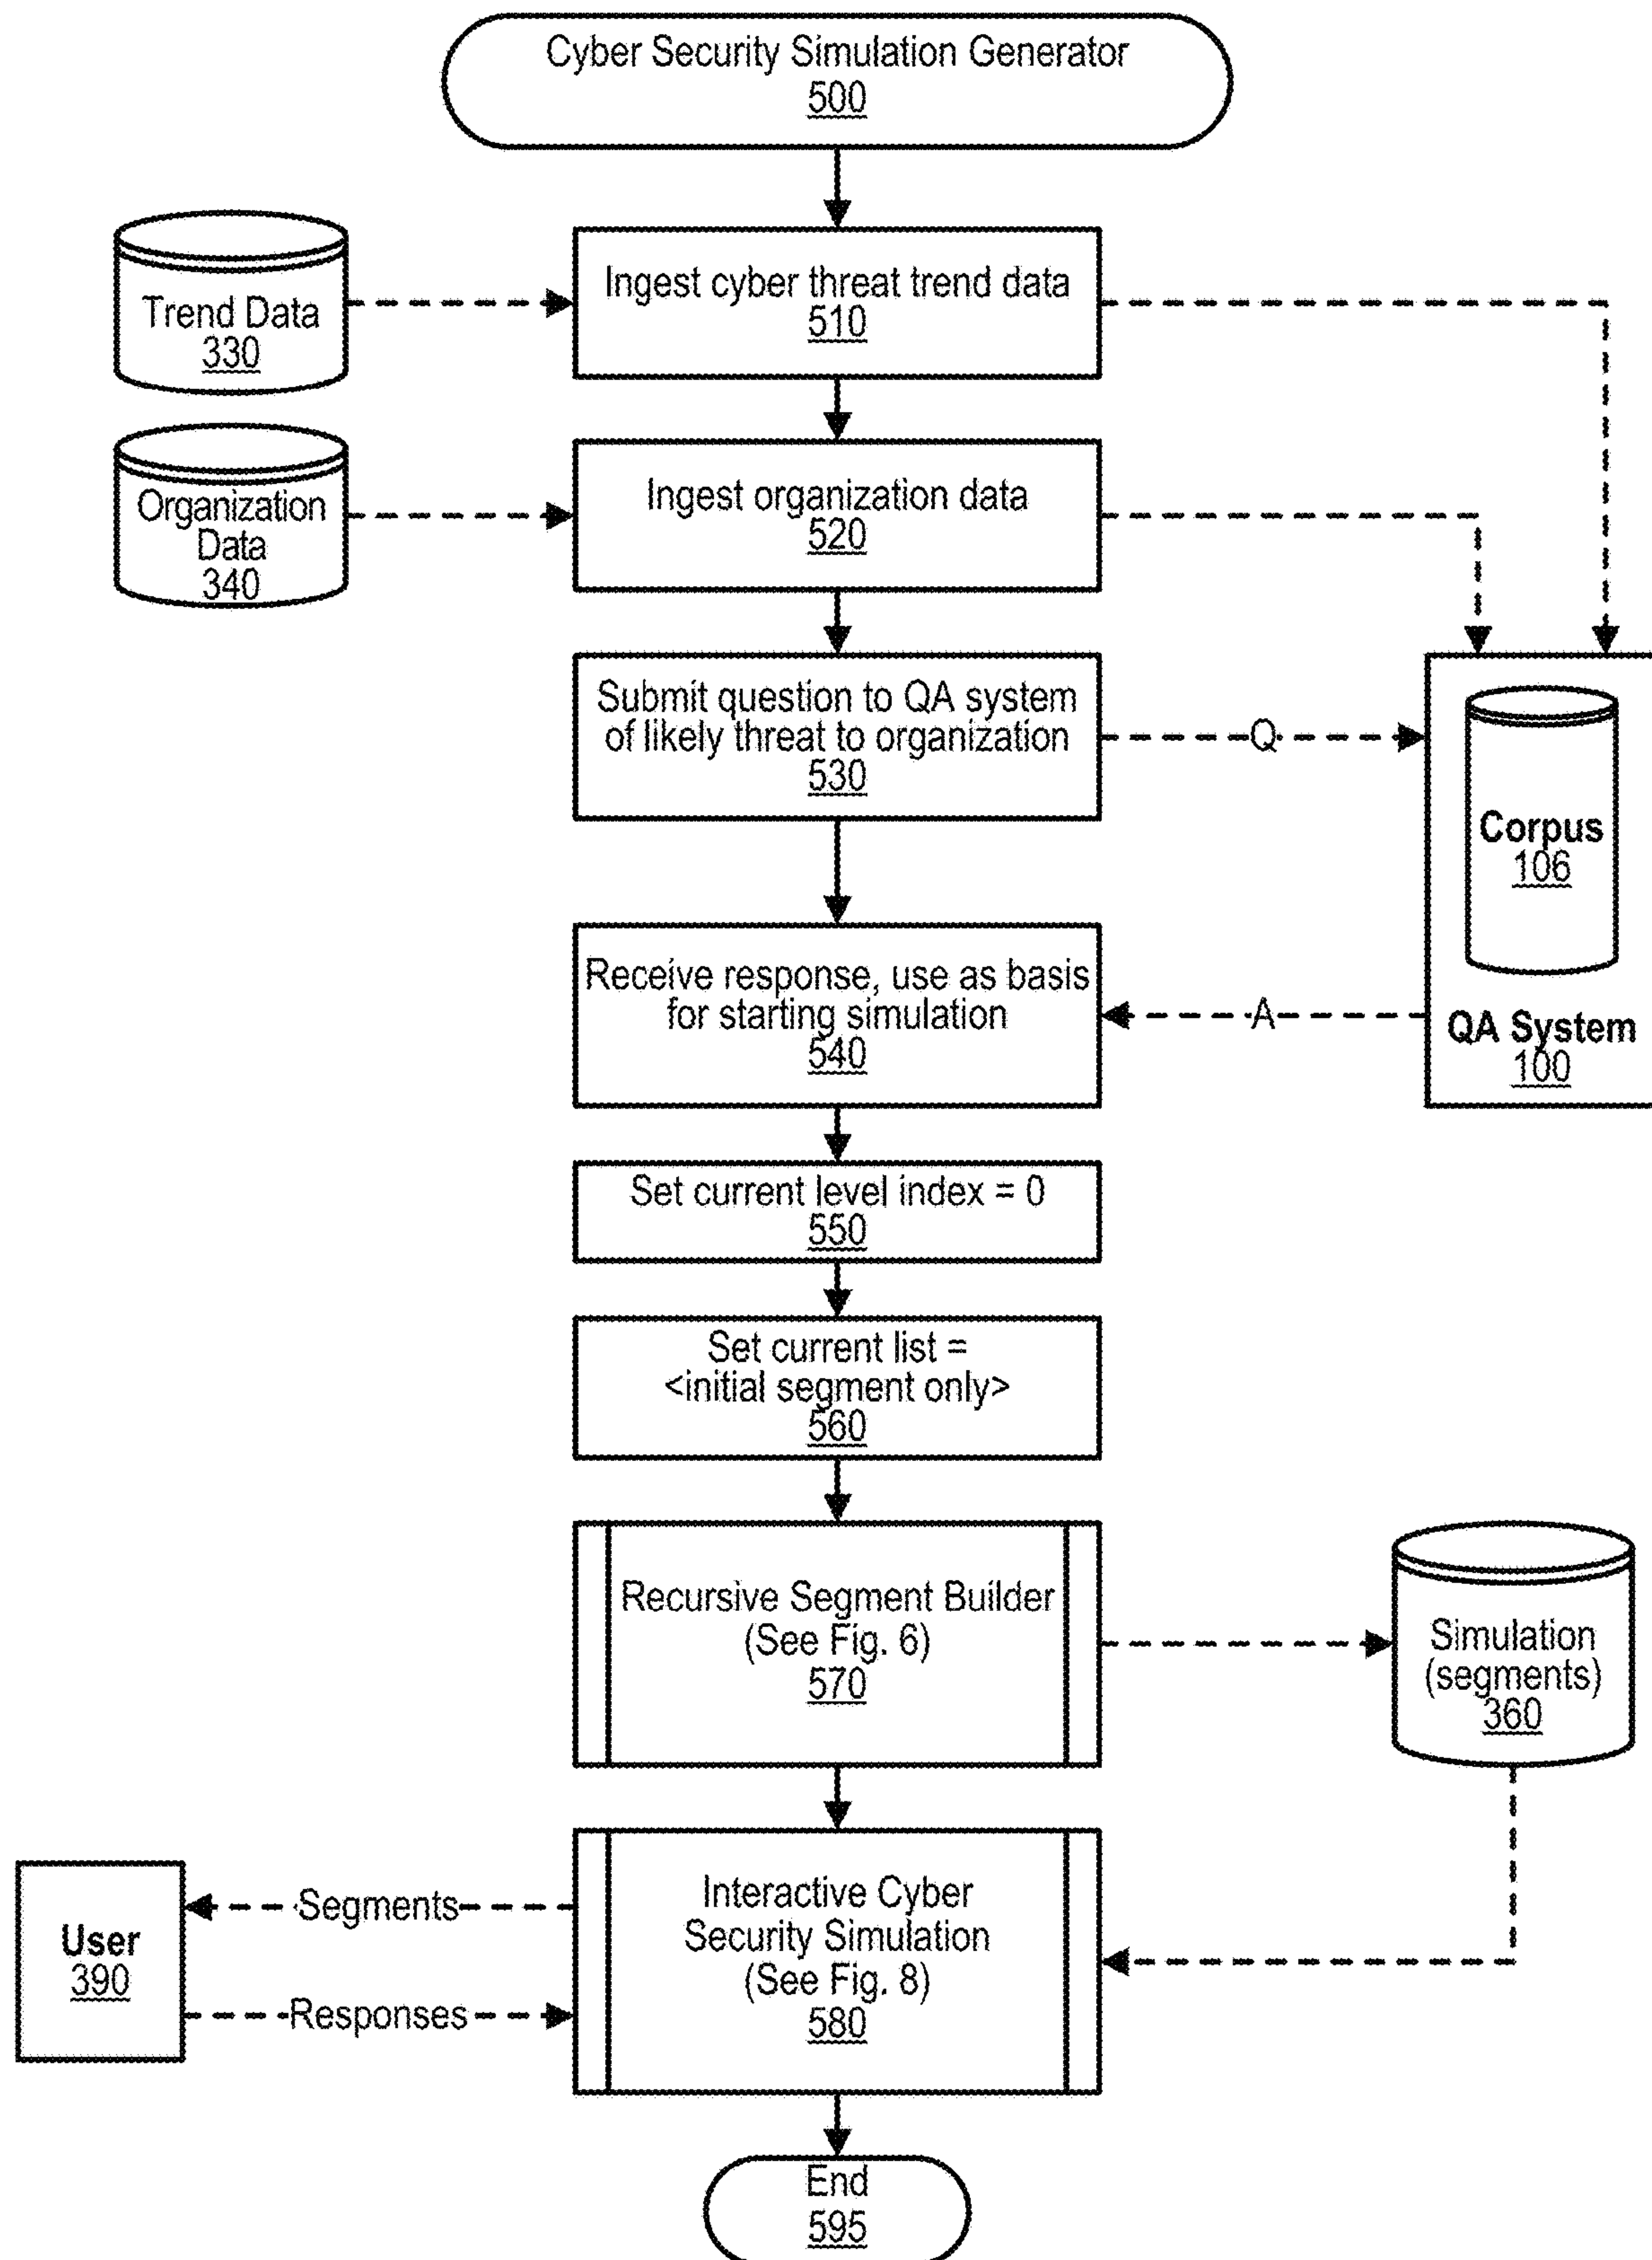 Cyber Security Simulation Generator
500
Trend Data
330
Ingest cyber threat trend data
510
Organization
Data
340
Ingest organization data
520
Submit question to QA system
of likely threat to organization
530
Q
Corpus
106
Receive response, use as basis
for starting simulation
540
A
QA System
100
Set current level index = 0
550
Set current list =
<initial segment only>
560
Recursive Segment Builder
(See Fig. 6)
570
Simulation
(segments)
360
User
390
Segments
Responses
Interactive Cyber
Security Simulation
(See Fig. 8)
580
End
595